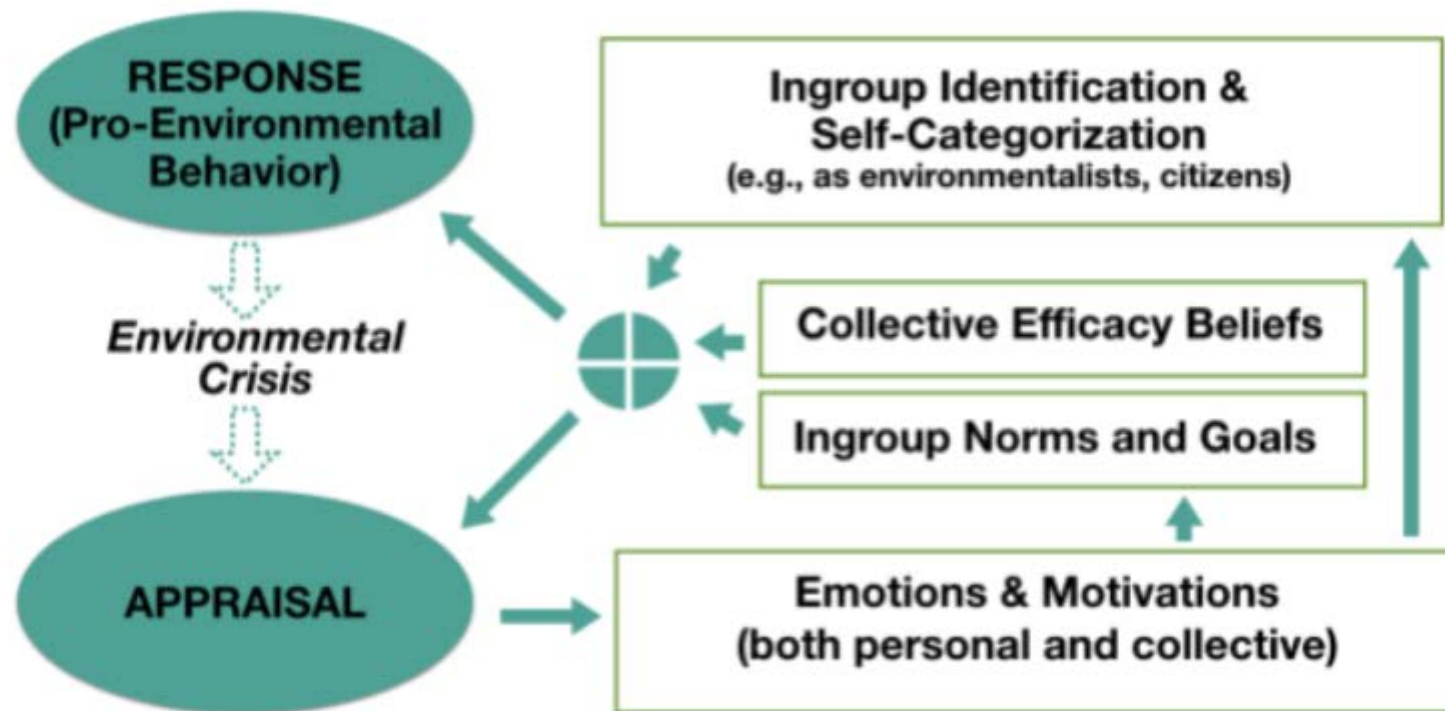 RESPONSE
(Pro-Environmental
Behavior)
Environmental
Crisis
APPRAISAL
Ingroup Identification &
Self-Categorization
(e.g., as environmentalists, citizens)
Collective Efficacy Beliefs
Ingroup Norms and Goals
Emotions & Motivations
(both personal and collective)